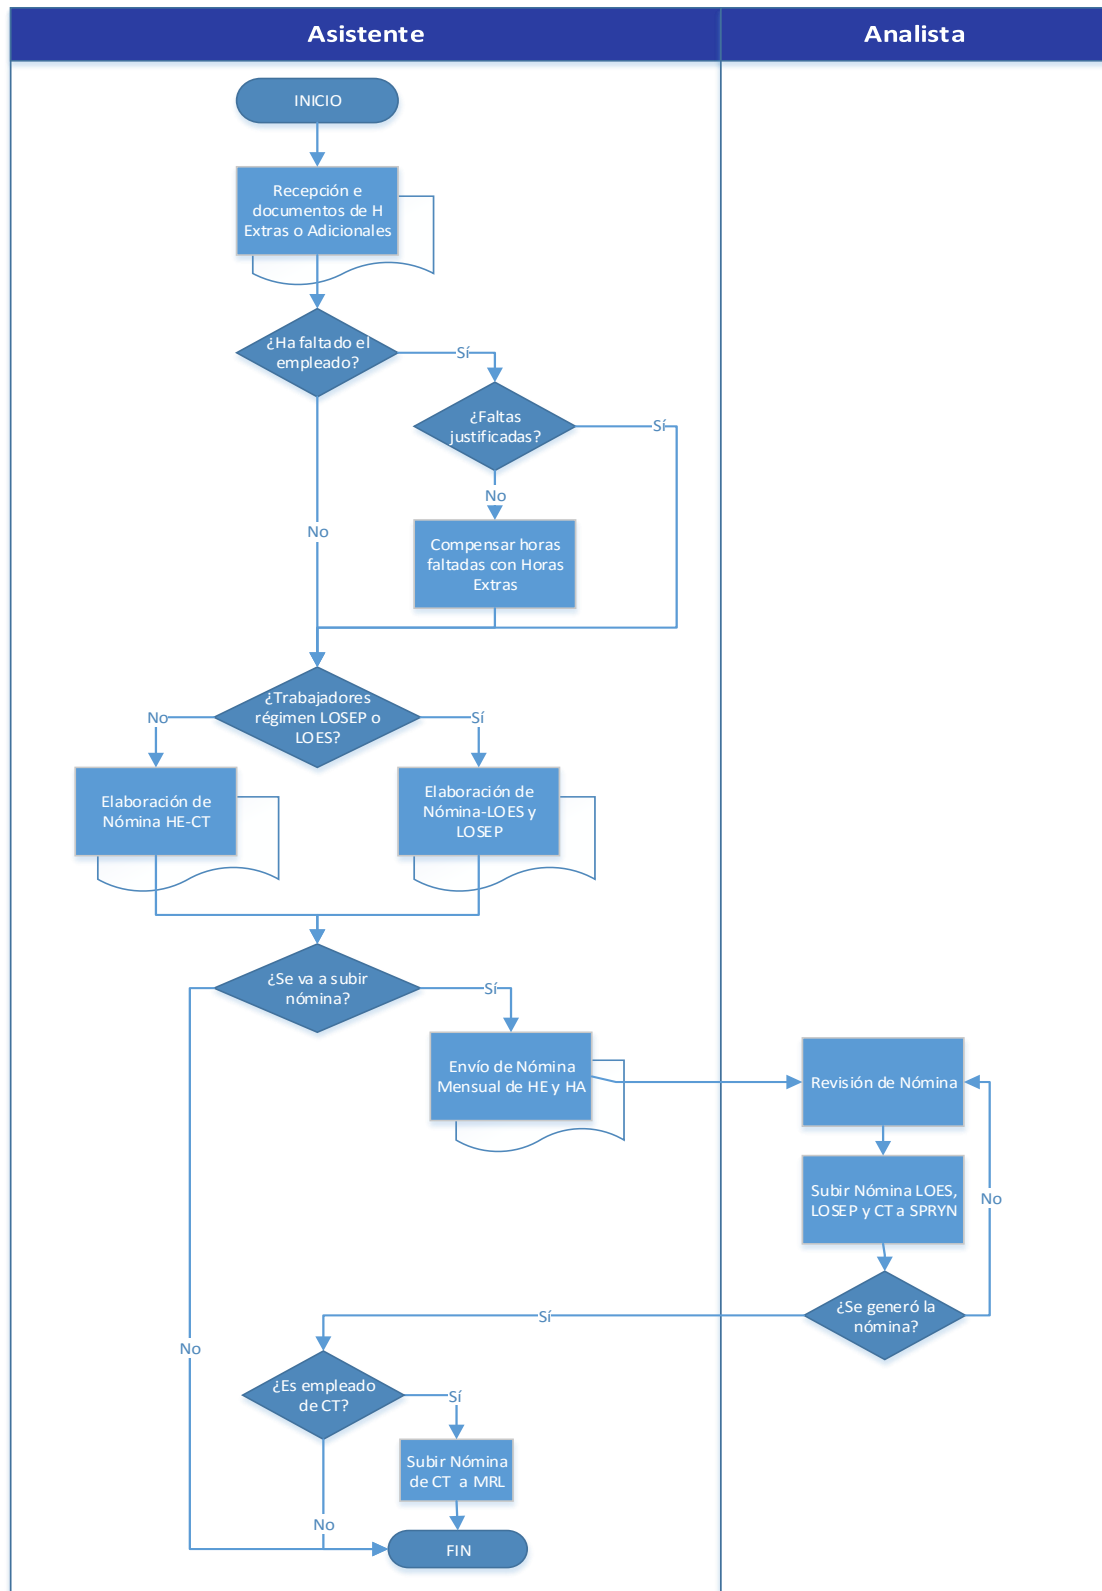 Asistente
Analista
INICIO
Recepción e
documentos de H
Extras o Adicionales
¿Ha faltado el
empleado?
Sí
¿Faltas
justificadas?
Sí
No
No
Compensar horas
faltadas con Horas
Extras
¿Trabajadores
régimen LOSEP o
LOES?
No
Sí
Elaboración de
Nómina HE-CT
Elaboración de
Nómina-LOES y
LOSEP
¿Se va a subir
nómina?
Sí
Envío de Nómina
Mensual de HE y HA
Revisión de Nómina
Subir Nómina LOES,
LOSEP y CT a SPRYN
No
¿Se generó la
nómina?
Sí
No
¿Es empleado
de CT?
Sí
Subir Nómina
de CT a MRL
No
FIN